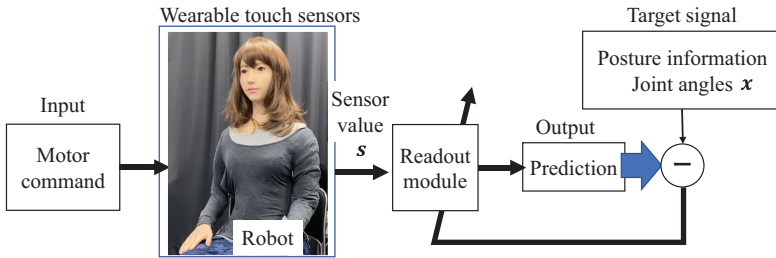 Wearable touch sensors
Target signal
Posture information
Joint angles x
Input
Motor
command
Robot
Sensor
value
s
Readout
module
Output
Prediction
−